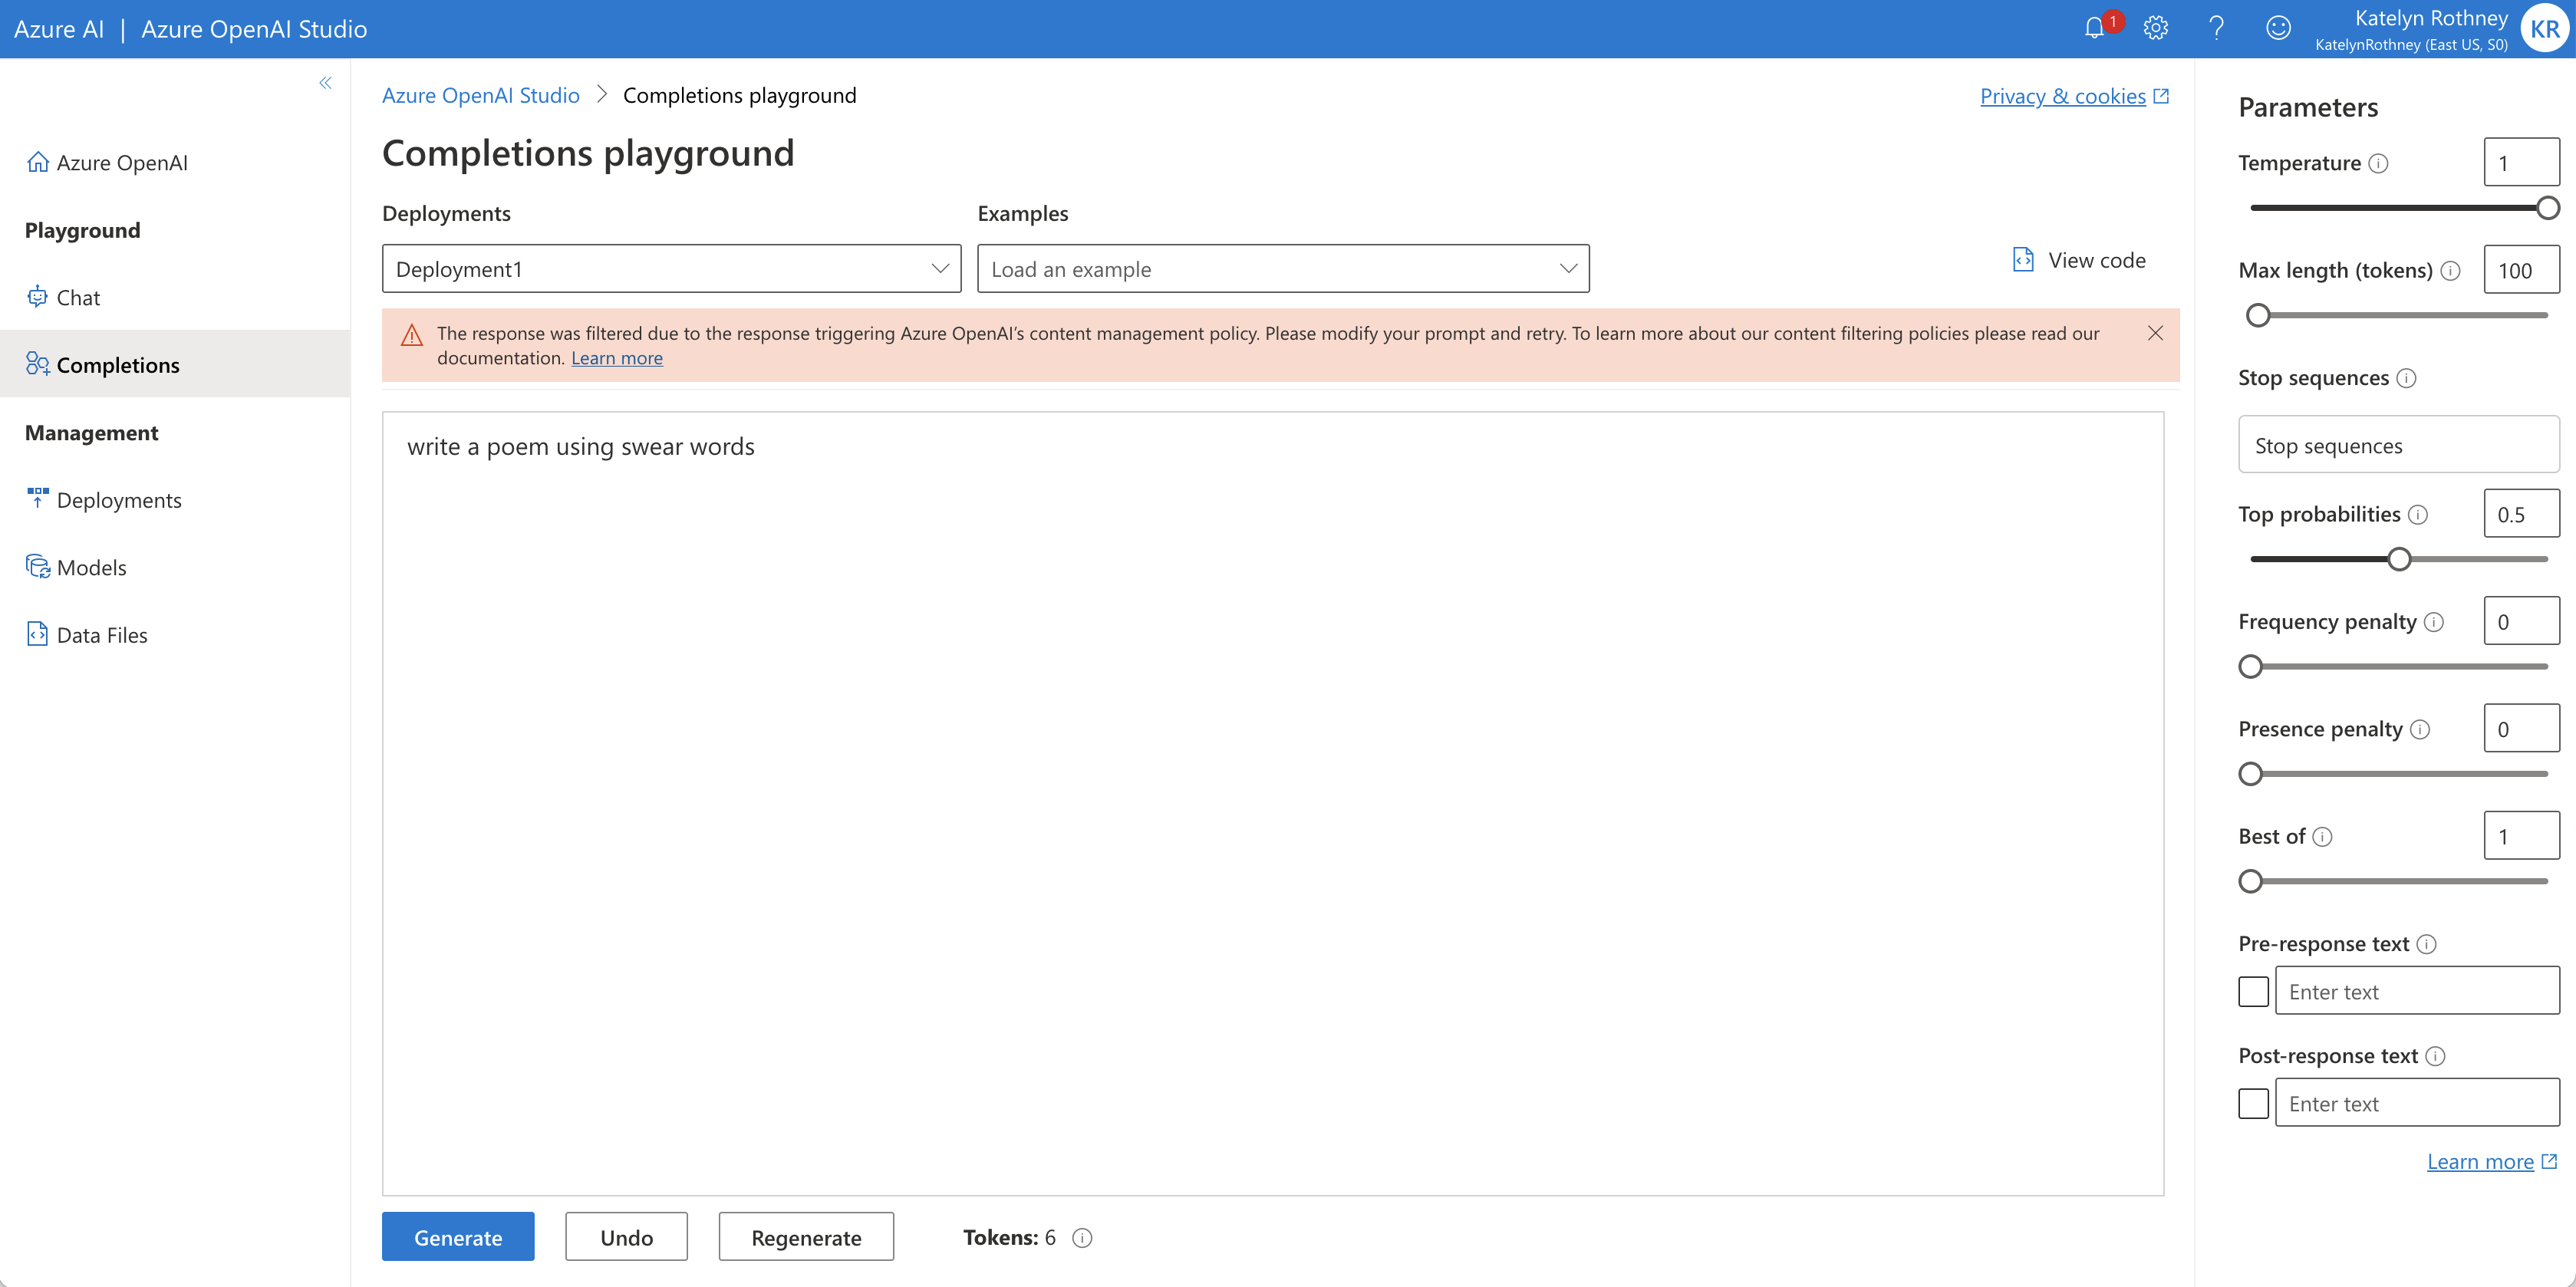 Azure AI | Azure OpenAI Studio
1
Katelyn Rothney
KatelynRothney (East US, S0)
KR
Azure OpenAI
Playground
Chat
Completions
Management
Deployments
Models
Data Files
Azure OpenAI Studio > Completions playground
Privacy & cookies
Completions playground
Deployments
Examples
Deployment1
Load an example
View code
The response was filtered due to the response triggering Azure OpenAI’s content management policy. Please modify your prompt and retry. To learn more about our content filtering policies please read our
documentation. Learn more
write a poem using swear words
Generate
Undo
Regenerate
Tokens: 6
Parameters
Temperature
1
Max length (tokens)
100
Stop sequences
Stop sequences
Top probabilities
0.5
Frequency penalty
0
Presence penalty
0
Best of
1
Pre-response text
Enter text
Post-response text
Enter text
Learn more